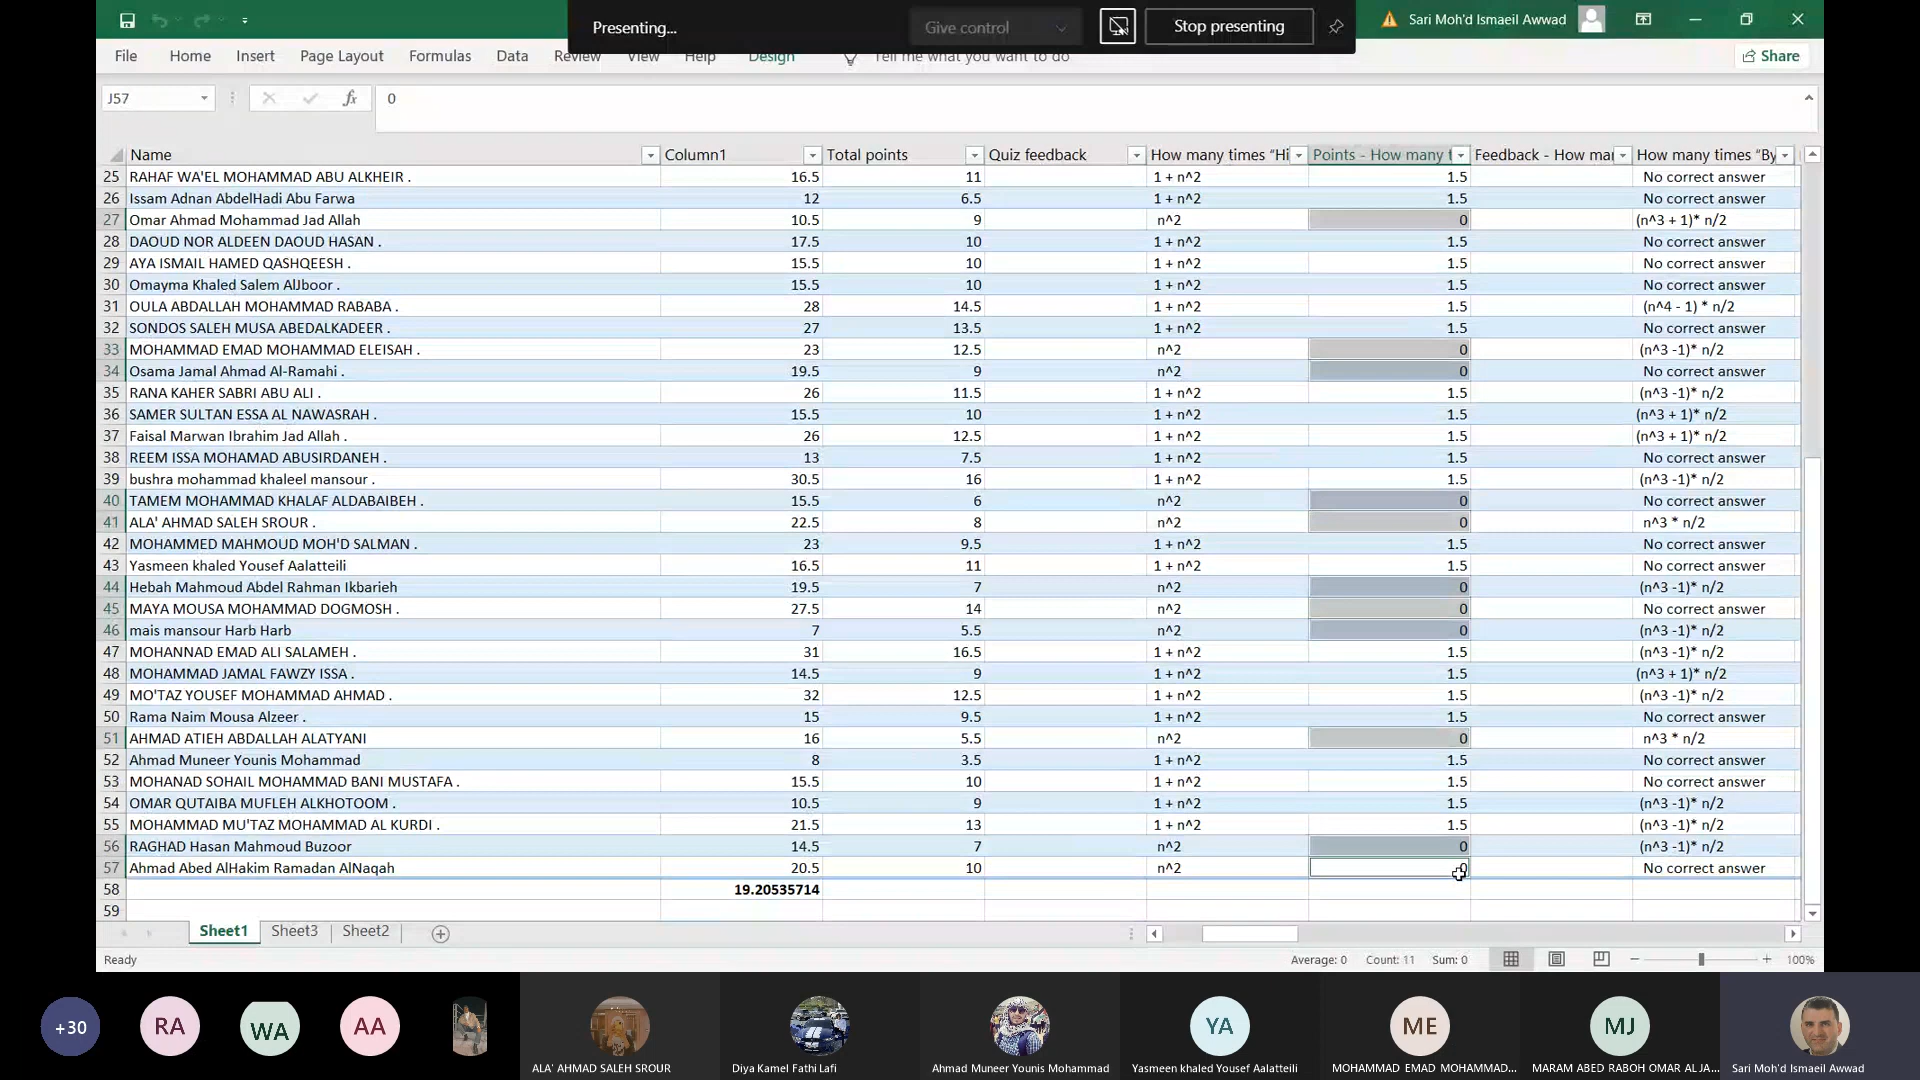 Presenting...
Give control
Stop presenting
Sari Moh'd Ismaeil Awwad
File Home Insert Page Layout Formulas Data Review View Help Design Tell me what you want to do Share
J57 fx 0
Name Column1 Total points Quiz feedback How many times "Hi Points - How many t Feedback - How mar How many times "By
25 RAHAF WA'EL MOHAMMAD ABU ALKHEIR . 16.5 11 1 + n^2 1.5 No correct answer
26 Issam Adnan AbdelHadi Abu Farwa 12 6.5 1 + n^2 1.5 No correct answer
27 Omar Ahmad Mohammad Jad Allah 10.5 9 n^2 0 (n^3 + 1)* n/2
28 DAOUD NOR ALDEEN DAOUD HASAN . 17.5 10 1 + n^2 1.5 No correct answer
29 AYA ISMAIL HAMED QASHQEESH . 15.5 10 1 + n^2 1.5 No correct answer
30 Omayma Khaled Salem AlJboor . 15.5 10 1 + n^2 1.5 No correct answer
31 OULA ABDALLAH MOHAMMAD RABABA . 28 14.5 1 + n^2 1.5 (n^4 - 1) * n/2
32 SONDOS SALEH MUSA ABEDALKADEER . 27 13.5 1 + n^2 1.5 No correct answer
33 MOHAMMAD EMAD MOHAMMAD ELEISAH . 23 12.5 n^2 0 (n^3 -1)* n/2
34 Osama Jamal Ahmad Al-Ramahi . 19.5 9 n^2 0 No correct answer
35 RANA KAHER SABRI ABU ALI . 26 11.5 1 + n^2 1.5 (n^3 -1)* n/2
36 SAMER SULTAN ESSA AL NAWASRAH . 15.5 10 1 + n^2 1.5 (n^3 + 1)* n/2
37 Faisal Marwan Ibrahim Jad Allah . 26 12.5 1 + n^2 1.5 (n^3 + 1)* n/2
38 REEM ISSA MOHAMAD ABUSIRDANEH . 13 7.5 1 + n^2 1.5 No correct answer
39 bushra mohammad khaleel mansour . 30.5 16 1 + n^2 1.5 (n^3 -1)* n/2
40 TAMEM MOHAMMAD KHALAF ALDABAIBEH . 15.5 6 n^2 0 No correct answer
41 ALA' AHMAD SALEH SROUR . 22.5 8 n^2 0 n^3 * n/2
42 MOHAMMED MAHMOUD MOH'D SALMAN . 23 9.5 1 + n^2 1.5 No correct answer
43 Yasmeen khaled Yousef Aalatteili 16.5 11 1 + n^2 1.5 No correct answer
44 Hebah Mahmoud Abdel Rahman Ikbarieh 19.5 7 n^2 0 (n^3 -1)* n/2
45 MAYA MOUSA MOHAMMAD DOGMOSH . 27.5 14 n^2 0 No correct answer
46 mais mansour Harb Harb 7 5.5 n^2 0 (n^3 -1)* n/2
47 MOHANNAD EMAD ALI SALAMEH . 31 16.5 1 + n^2 1.5 (n^3 -1)* n/2
48 MOHAMMAD JAMAL FAWZY ISSA . 14.5 9 1 + n^2 1.5 (n^3 + 1)* n/2
49 MO'TAZ YOUSEF MOHAMMAD AHMAD . 32 12.5 1 + n^2 1.5 (n^3 -1)* n/2
50 Rama Naim Mousa Alzeer . 15 9.5 1 + n^2 1.5 No correct answer
51 AHMAD ATIEH ABDALLAH ALATYANI 16 5.5 n^2 0 n^3 * n/2
52 Ahmad Muneer Younis Mohammad 8 3.5 1 + n^2 1.5 No correct answer
53 MOHANAD SOHAIL MOHAMMAD BANI MUSTAFA . 15.5 10 1 + n^2 1.5 No correct answer
54 OMAR QUTAIBA MUFLEH ALKHOTOOM . 10.5 9 1 + n^2 1.5 (n^3 -1)* n/2
55 MOHAMMAD MU'TAZ MOHAMMAD AL KURDI . 21.5 13 1 + n^2 1.5 (n^3 -1)* n/2
56 RAGHAD Hasan Mahmoud Buzoor 14.5 7 n^2 0 (n^3 -1)* n/2
57 Ahmad Abed AlHakim Ramadan AlNaqah 20.5 10 n^2 0 No correct answer
58 19.20535714
59
Sheet1 Sheet3 Sheet2
Ready Average: 0 Count: 11 Sum: 0 100%
+30 RA WA AA YA ME MJ
ALA' AHMAD SALEH SROUR Diya Kamel Fathi Lafi Ahmad Muneer Younis Mohammad Yasmeen khaled Yousef Aalatteili MOHAMMAD EMAD MOHAMMAD... MARAM ABED RABOH OMAR AL JA... Sari Moh'd Ismaeil Awwad